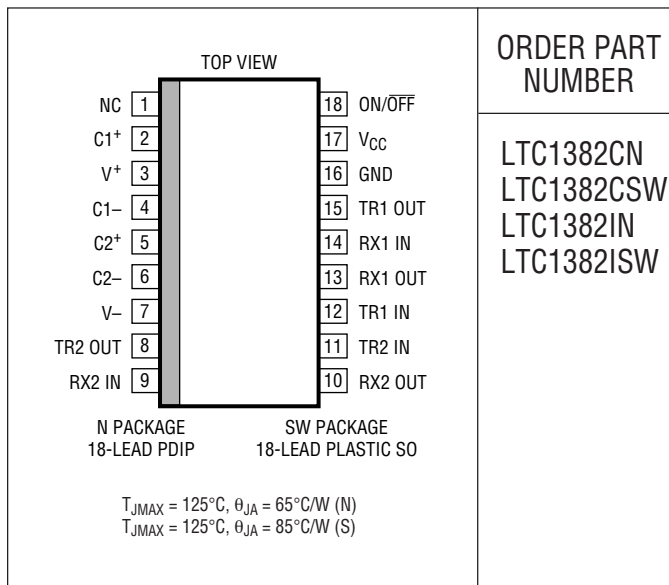 TOP VIEW
NC 1
C1+ 2
V+ 3
C1– 4
C2+ 5
C2– 6
V– 7
TR2 OUT 8
RX2 IN 9
18 ON/O̅F̅F̅
17 VCC
16 GND
15 TR1 OUT
14 RX1 IN
13 RX1 OUT
12 TR1 IN
11 TR2 IN
10 RX2 OUT
N PACKAGE
18-LEAD PDIP
SW PACKAGE
18-LEAD PLASTIC SO
TJMAX = 125°C, θJA = 65°C/W (N)
TJMAX = 125°C, θJA = 85°C/W (S)
ORDER PART
NUMBER
LTC1382CN
LTC1382CSW
LTC1382IN
LTC1382ISW